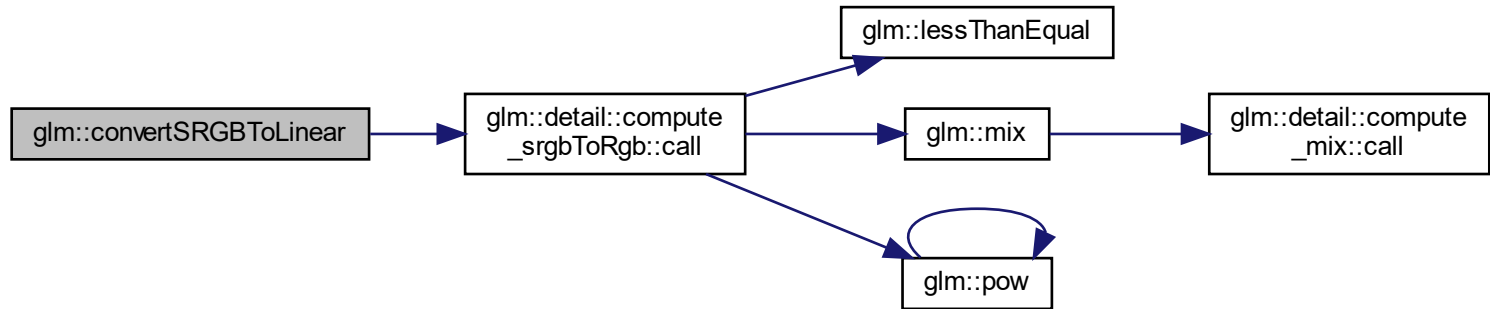 glm::convertSRGBToLinear
glm::detail::compute
_srgbToRgb::call
glm::lessThanEqual
glm::mix
glm::detail::compute
_mix::call
glm::pow